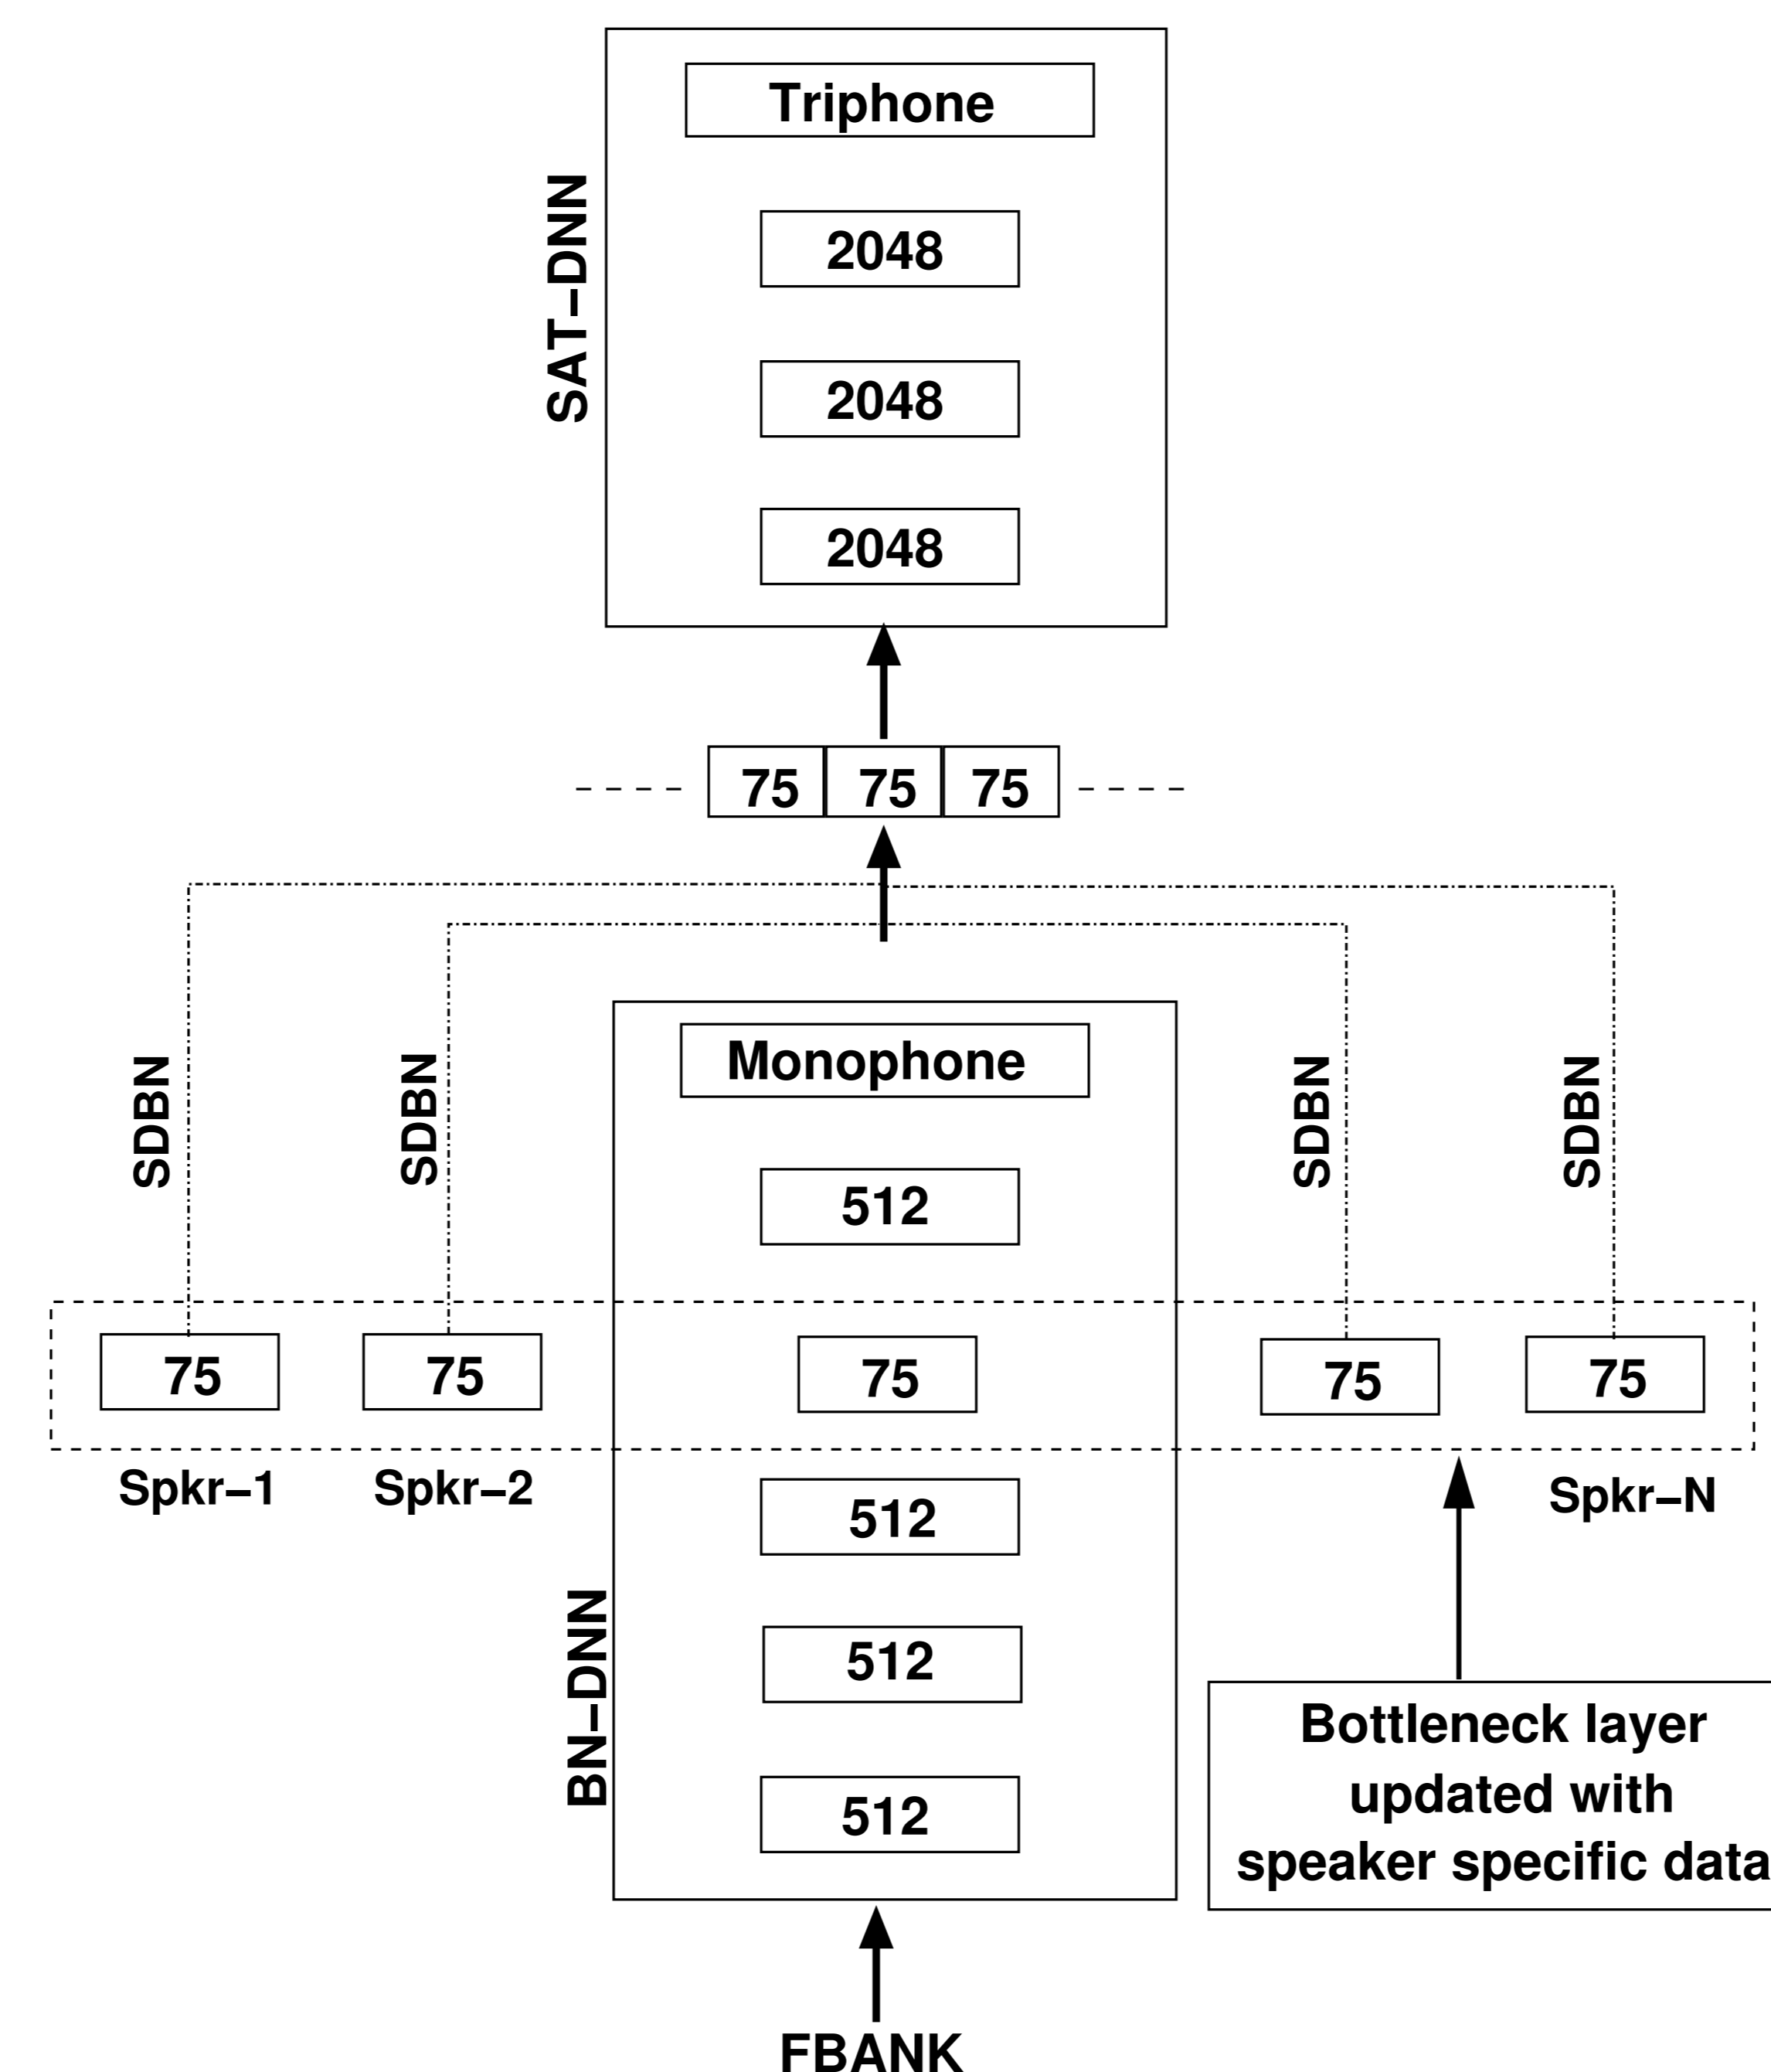 Triphone
SAT–DNN
2048
2048
2048
75 75 75
SDBN SDBN SDBN SDBN
Monophone
512
75 75 75 75 75
Spkr–1 Spkr–2 Spkr–N
512
BN–DNN
512
512
Bottleneck layer
updated with
speaker specific data
FBANK